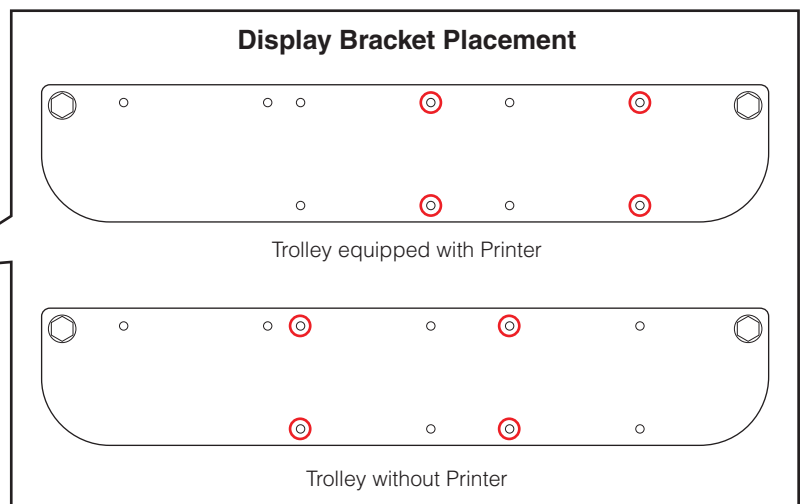 Display Bracket Placement
Trolley equipped with Printer
Trolley without Printer